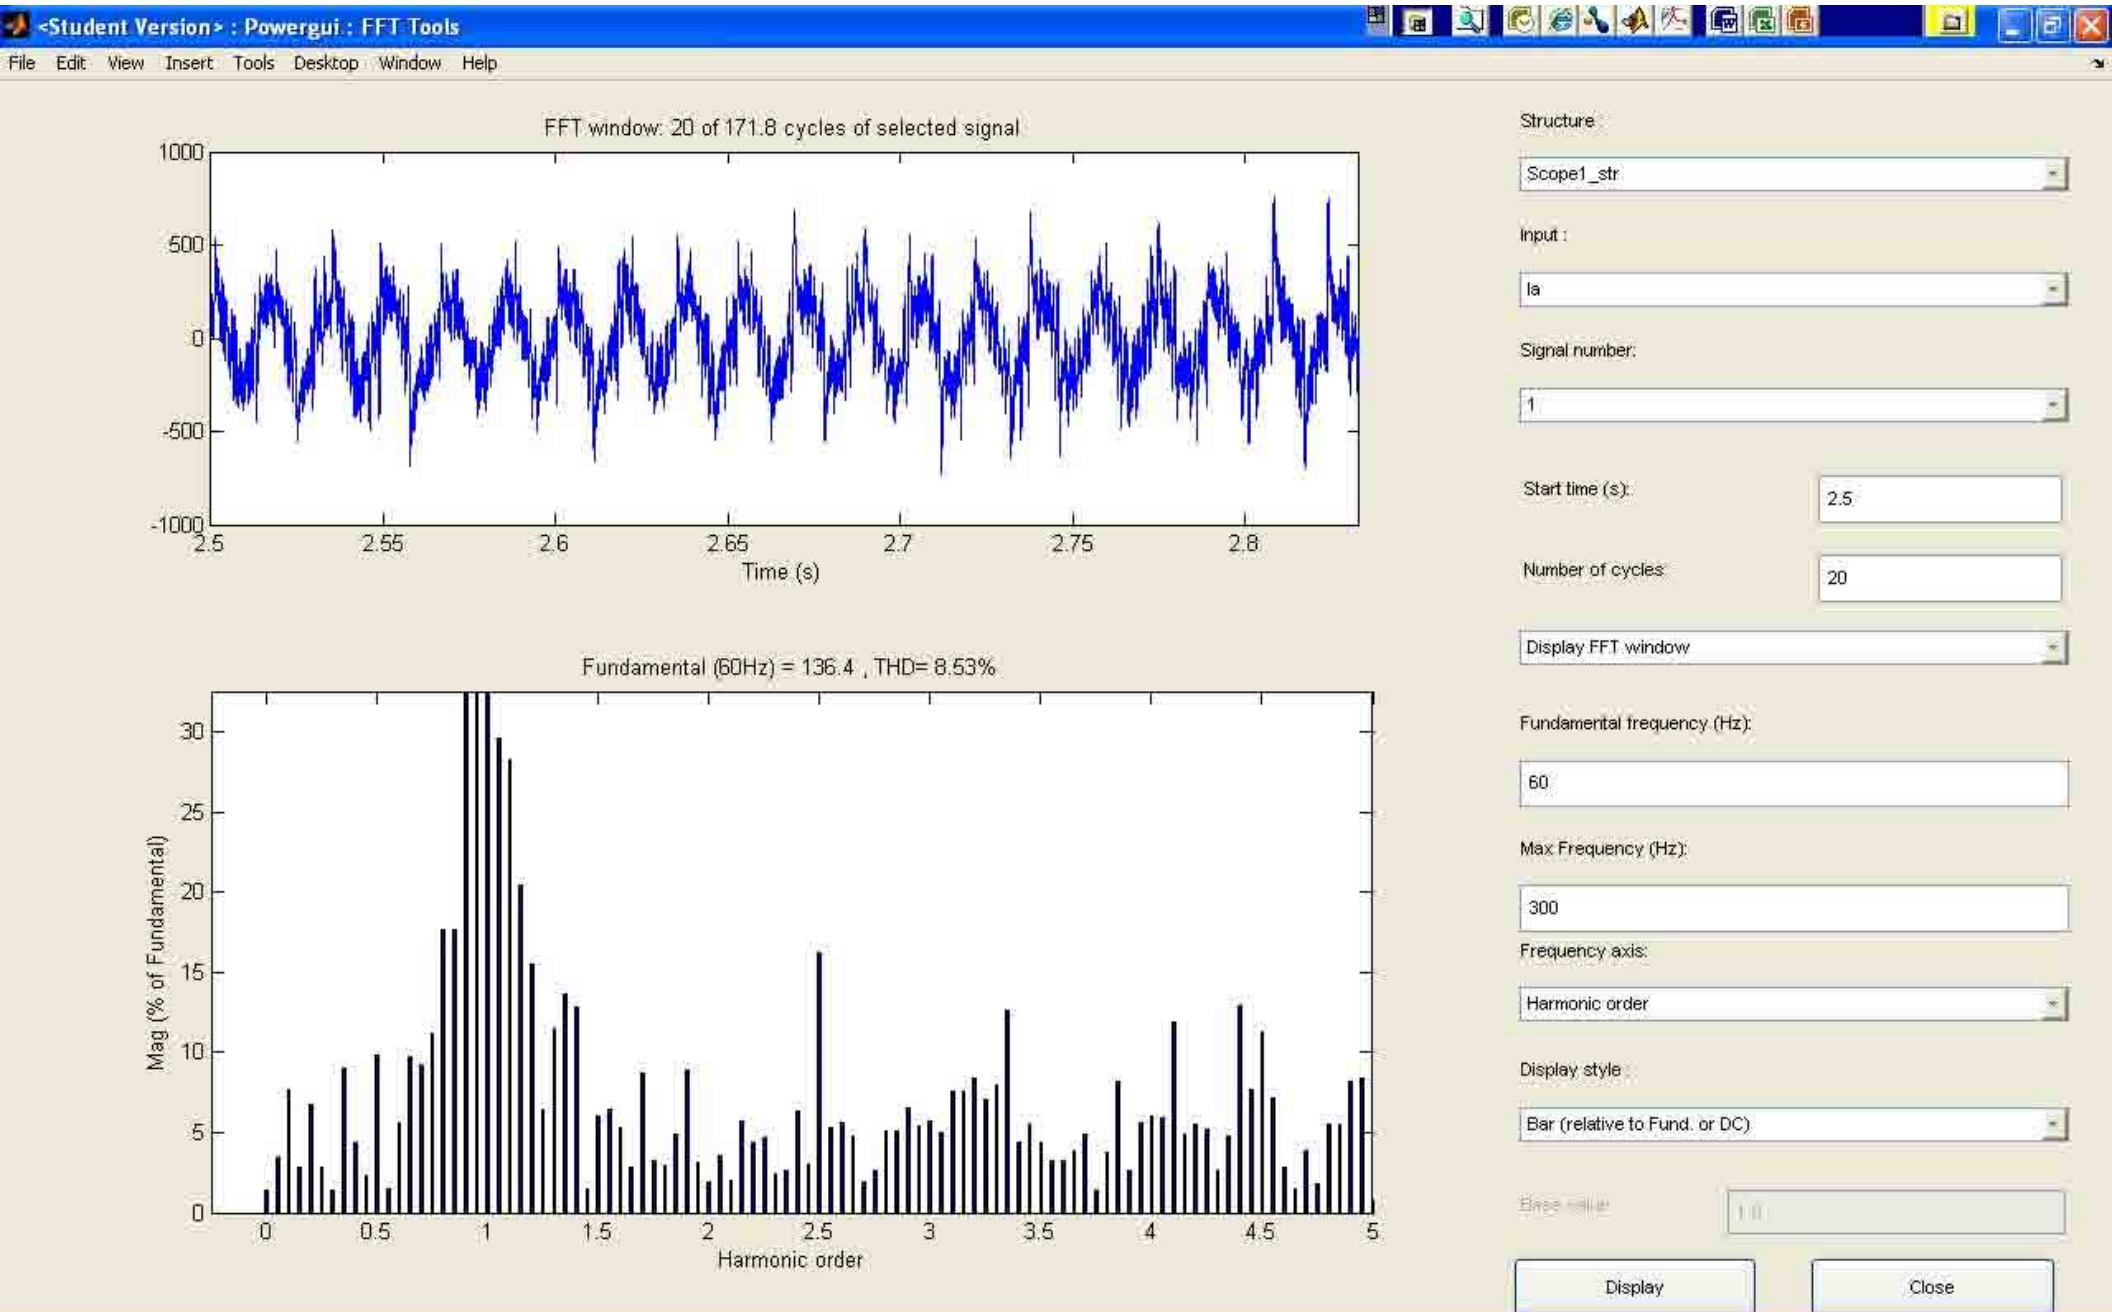 <Student Version> : Powergui : FFT Tools
File Edit View Insert Tools Desktop Window Help
FFT window: 20 of 171.8 cycles of selected signal
1000
500
0
-500
-1000
2.5 2.55 2.6 2.65 2.7 2.75 2.8
Time (s)
Fundamental (60Hz) = 136.4 , THD= 8.53%
Mag (% of Fundamental)
30
25
20
15
10
5
0
0 0.5 1 1.5 2 2.5 3 3.5 4 4.5 5
Harmonic order
Structure :
Scope1_str
Input :
Ia
Signal number:
1
Start time (s):
2.5
Number of cycles:
20
Display FFT window
Fundamental frequency (Hz):
60
Max Frequency (Hz):
300
Frequency axis:
Harmonic order
Display style :
Bar (relative to Fund. or DC)
Base value:
1.0
Display Close